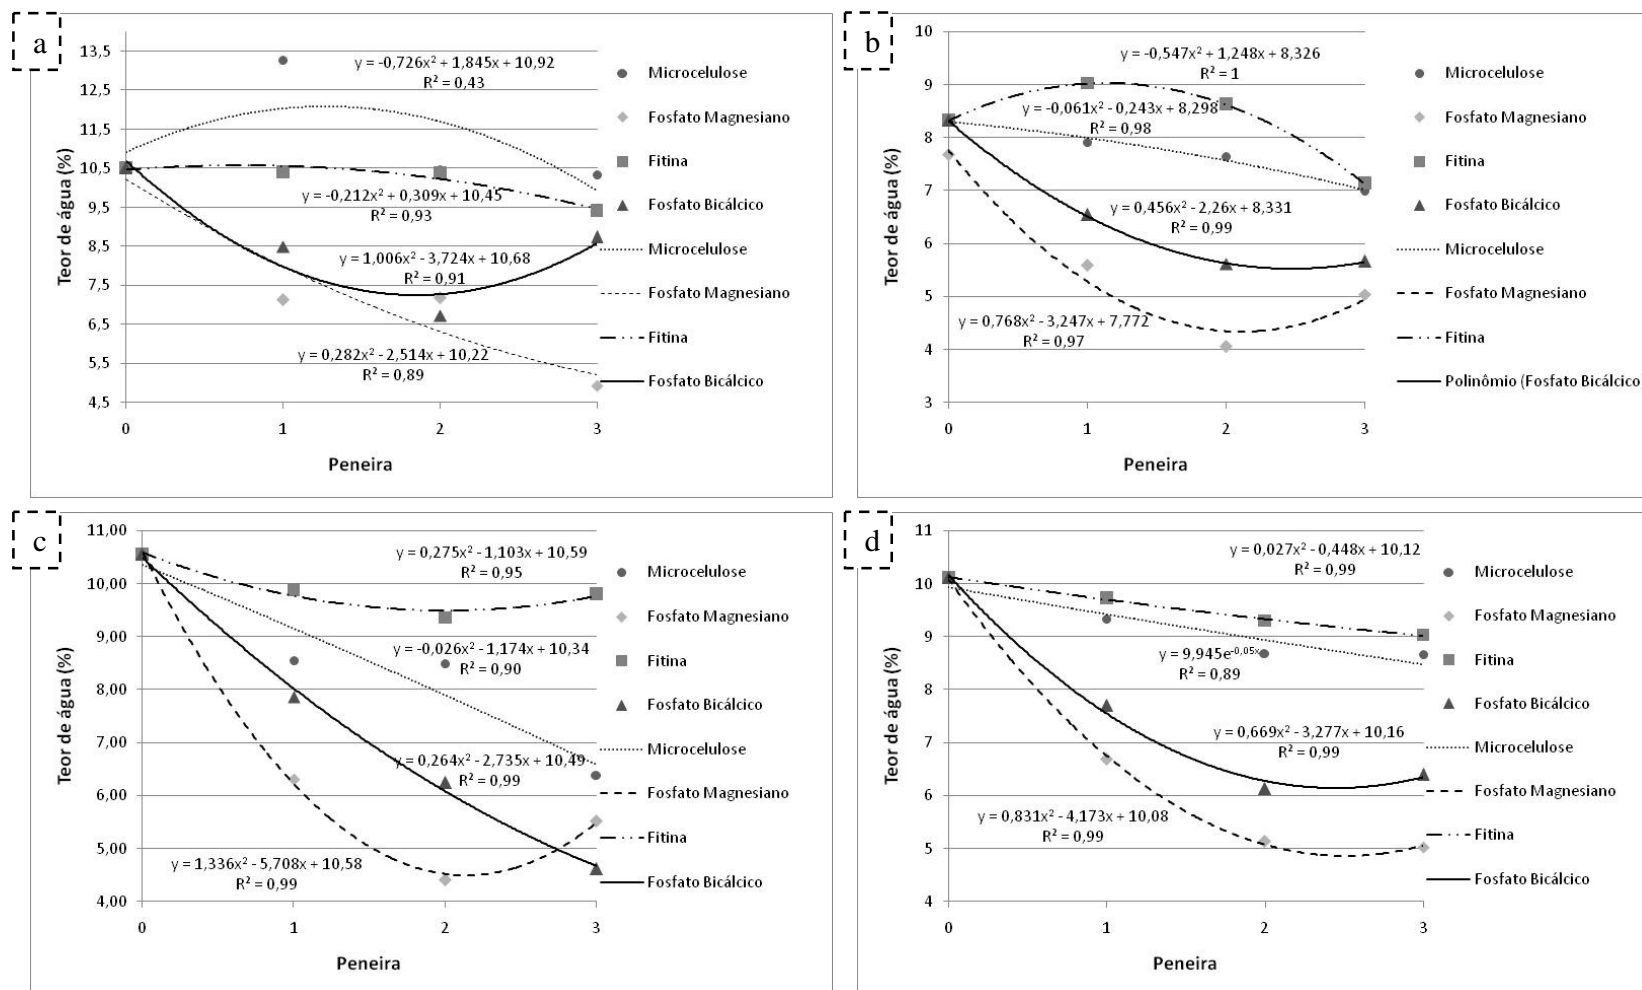 a
13,5
12,5
11,5
10,5
9,5
8,5
7,5
6,5
5,5
4,5
Teor de água (%)
0
1
2
3
Peneira
y = -0,726x² + 1,845x + 10,92
R² = 0,43
y = -0,212x² + 0,309x + 10,45
R² = 0,93
y = 1,006x² - 3,724x + 10,68
R² = 0,91
y = 0,282x² - 2,514x + 10,22
R² = 0,89
Microcelulose
Fosfato Magnesiano
Fitina
Fosfato Bicálcico
Microcelulose
Fosfato Magnesiano
Fitina
Fosfato Bicálcico
b
10
9
8
7
6
5
4
3
Teor de água (%)
0
1
2
3
Peneira
y = -0,547x² + 1,248x + 8,326
R² = 1
y = -0,061x² - 0,243x + 8,298
R² = 0,98
y = 0,456x² - 2,26x + 8,331
R² = 0,99
y = 0,768x² - 3,247x + 7,772
R² = 0,97
Microcelulose
Fosfato Magnesiano
Fitina
Fosfato Bicálcico
Microcelulose
Fosfato Magnesiano
Fitina
Polinômio (Fosfato Bicálcico)
c
11,00
10,00
9,00
8,00
7,00
6,00
5,00
4,00
Teor de água (%)
0
1
2
3
Peneira
y = 0,275x² - 1,103x + 10,59
R² = 0,95
y = -0,026x² - 1,174x + 10,34
R² = 0,90
y = 0,264x² - 2,735x + 10,49
R² = 0,99
y = 1,336x² - 5,708x + 10,58
R² = 0,99
Microcelulose
Fosfato Magnesiano
Fitina
Fosfato Bicálcico
Microcelulose
Fosfato Magnesiano
Fitina
Fosfato Bicálcico
d
11
10
9
8
7
6
5
4
Teor de água (%)
0
1
2
3
Peneira
y = 0,027x² - 0,448x + 10,12
R² = 0,99
y = 9,945e^-0,05x
R² = 0,89
y = 0,669x² - 3,277x + 10,16
R² = 0,99
y = 0,831x² - 4,173x + 10,08
R² = 0,99
Microcelulose
Fosfato Magnesiano
Fitina
Fosfato Bicálcico
Microcelulose
Fosfato Magnesiano
Fitina
Fosfato Bicálcico